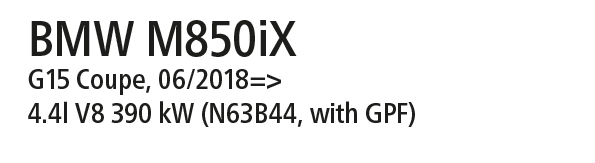 BMW M850iX
G15 Coupe, 06/2018=>
4.4l V8 390 kW (N63B44, with GPF)